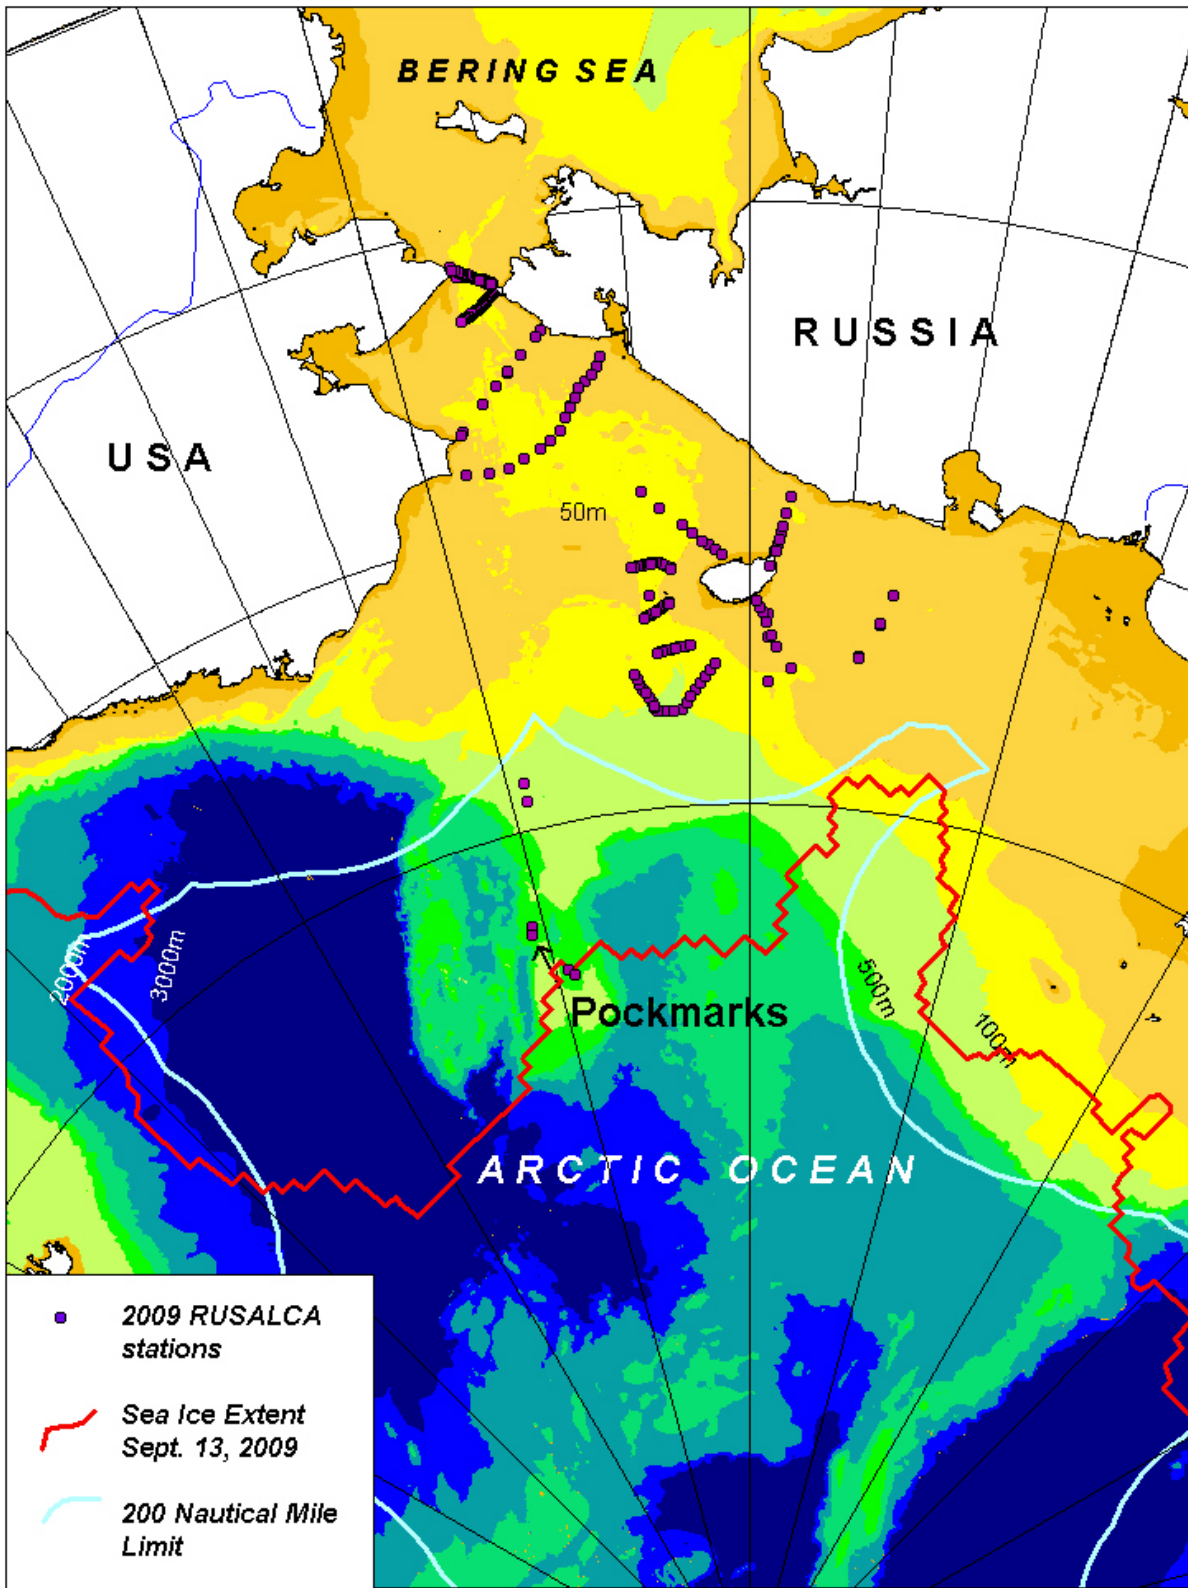 BERING SEA
RUSSIA
USA
50m
2000m
3000m
500m
100m
Pockmarks
ARCTIC OCEAN
2009 RUSALCA
stations
Sea Ice Extent
Sept. 13, 2009
200 Nautical Mile
Limit